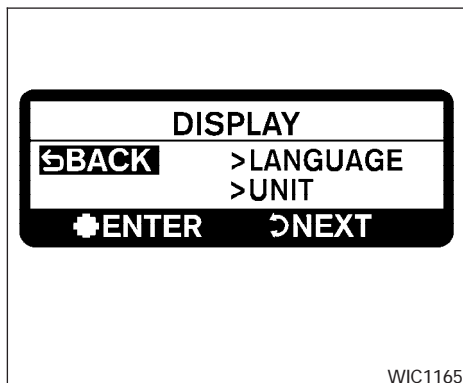 DISPLAY
BACK >LANGUAGE
>UNIT
ENTER NEXT
WIC1165